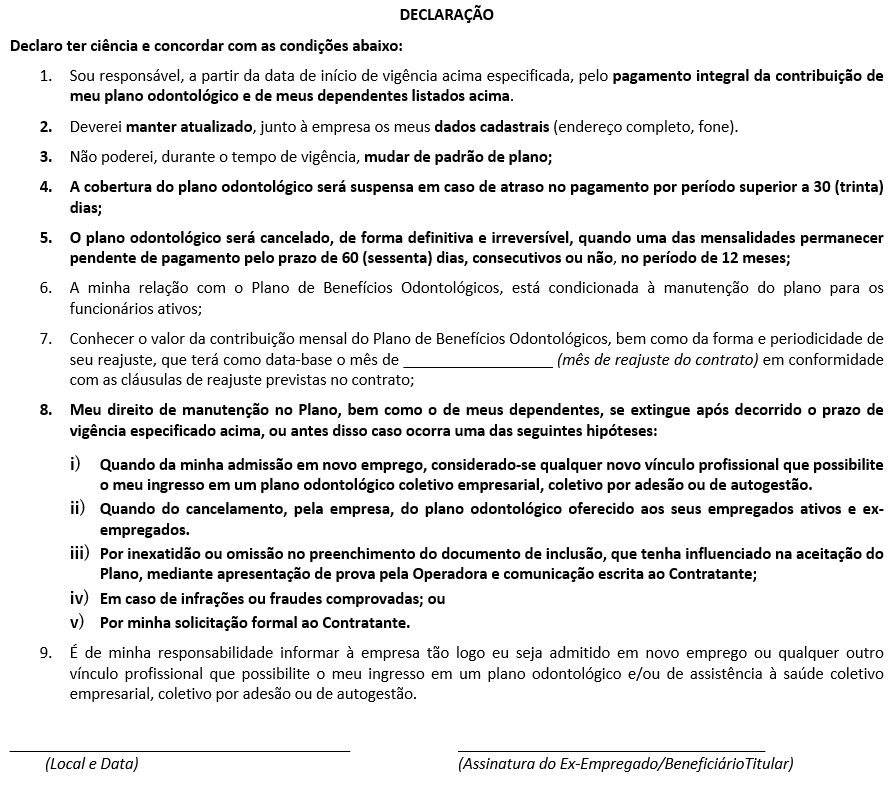 DECLARAÇÃO
Declaro ter ciência e concordar com as condições abaixo:
1. Sou responsável, a partir da data de início de vigência acima especificada, pelo pagamento integral da contribuição de
meu plano odontológico e de meus dependentes listados acima.
2. Deverei manter atualizado, junto à empresa os meus dados cadastrais (endereço completo, fone).
3. Não poderei, durante o tempo de vigência, mudar de padrão de plano;
4. A cobertura do plano odontológico será suspensa em caso de atraso no pagamento por período superior a 30 (trinta)
dias;
5. O plano odontológico será cancelado, de forma definitiva e irreversível, quando uma das mensalidades permanecer
pendente de pagamento pelo prazo de 60 (sessenta) dias, consecutivos ou não, no período de 12 meses;
6. A minha relação com o Plano de Benefícios Odontológicos, está condicionada à manutenção do plano para os
funcionários ativos;
7. Conhecer o valor da contribuição mensal do Plano de Benefícios Odontológicos, bem como da forma e periodicidade de
seu reajuste, que terá como data-base o mês de __________________ (mês de reajuste do contrato) em conformidade
com as cláusulas de reajuste previstas no contrato;
8. Meu direito de manutenção no Plano, bem como o de meus dependentes, se extingue após decorrido o prazo de
vigência especificado acima, ou antes disso caso ocorra uma das seguintes hipóteses:
i) Quando da minha admissão em novo emprego, considerado-se qualquer novo vínculo profissional que possibilite
o meu ingresso em um plano odontológico coletivo empresarial, coletivo por adesão ou de autogestão.
ii) Quando do cancelamento, pela empresa, do plano odontológico oferecido aos seus empregados ativos e ex-
empregados.
iii) Por inexatidão ou omissão no preenchimento do documento de inclusão, que tenha influenciado na aceitação do
Plano, mediante apresentação de prova pela Operadora e comunicação escrita ao Contratante;
iv) Em caso de infrações ou fraudes comprovadas; ou
v) Por minha solicitação formal ao Contratante.
9. É de minha responsabilidade informar à empresa tão logo eu seja admitido em novo emprego ou qualquer outro
vínculo profissional que possibilite o meu ingresso em um plano odontológico e/ou de assistência à saúde coletivo
empresarial, coletivo por adesão ou de autogestão.
(Local e Data) (Assinatura do Ex-Empregado/BeneficiárioTitular)